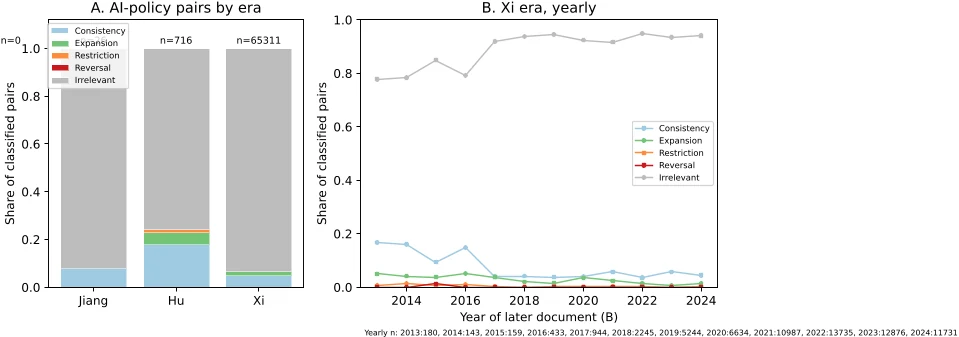 A. AI-policy pairs by era
n=0
n=716
n=65311
Consistency
Expansion
Restriction
Reversal
Irrelevant
Share of classified pairs
1.0
0.8
0.6
0.4
0.2
0.0
Jiang
Hu
Xi
B. Xi era, yearly
Share of classified pairs
1.0
0.8
0.6
0.4
0.2
0.0
Consistency
Expansion
Restriction
Reversal
Irrelevant
2014
2016
2018
2020
2022
2024
Year of later document (B)
Yearly n: 2013:180, 2014:143, 2015:159, 2016:433, 2017:944, 2018:2245, 2019:5244, 2020:6634, 2021:10987, 2022:13735, 2023:12876, 2024:11731